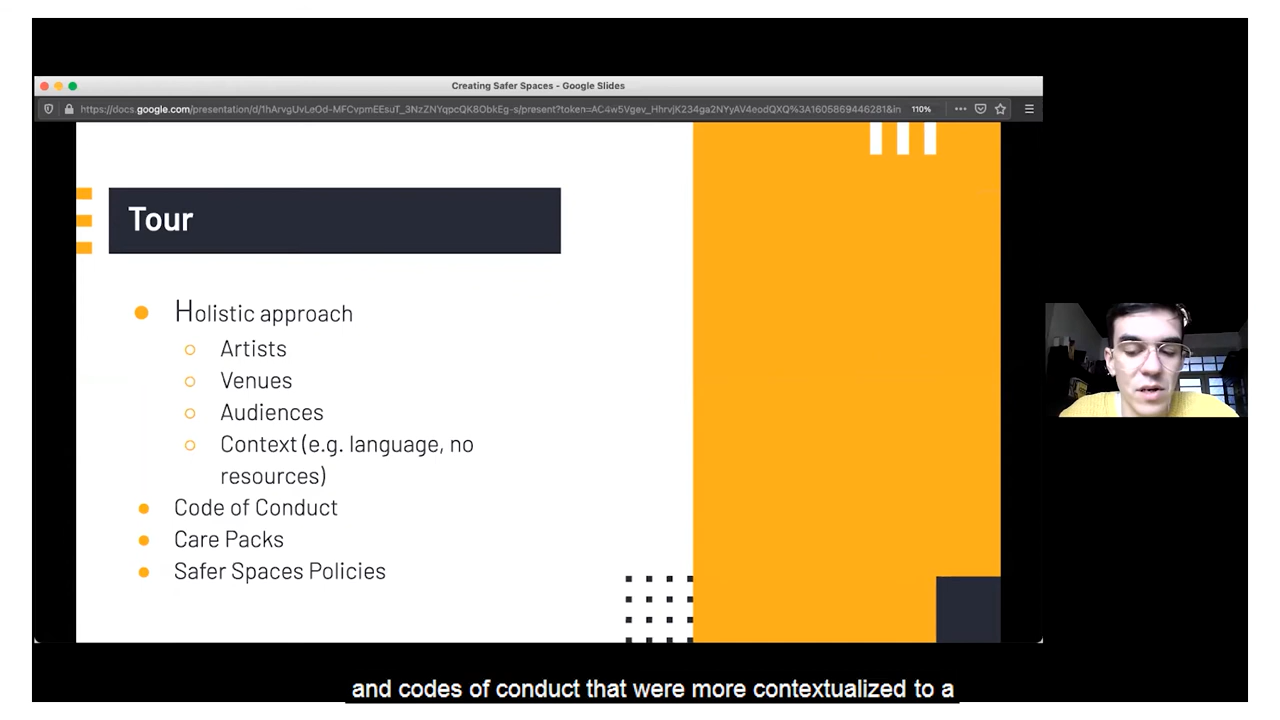 Creating Safer Spaces - Google Slides
110%
Tour
Holistic approach
Artists
Venues
Audiences
Context (e.g. language, no
resources)
Code of Conduct
Care Packs
Safer Spaces Policies
and codes of conduct that were more contextualized to a